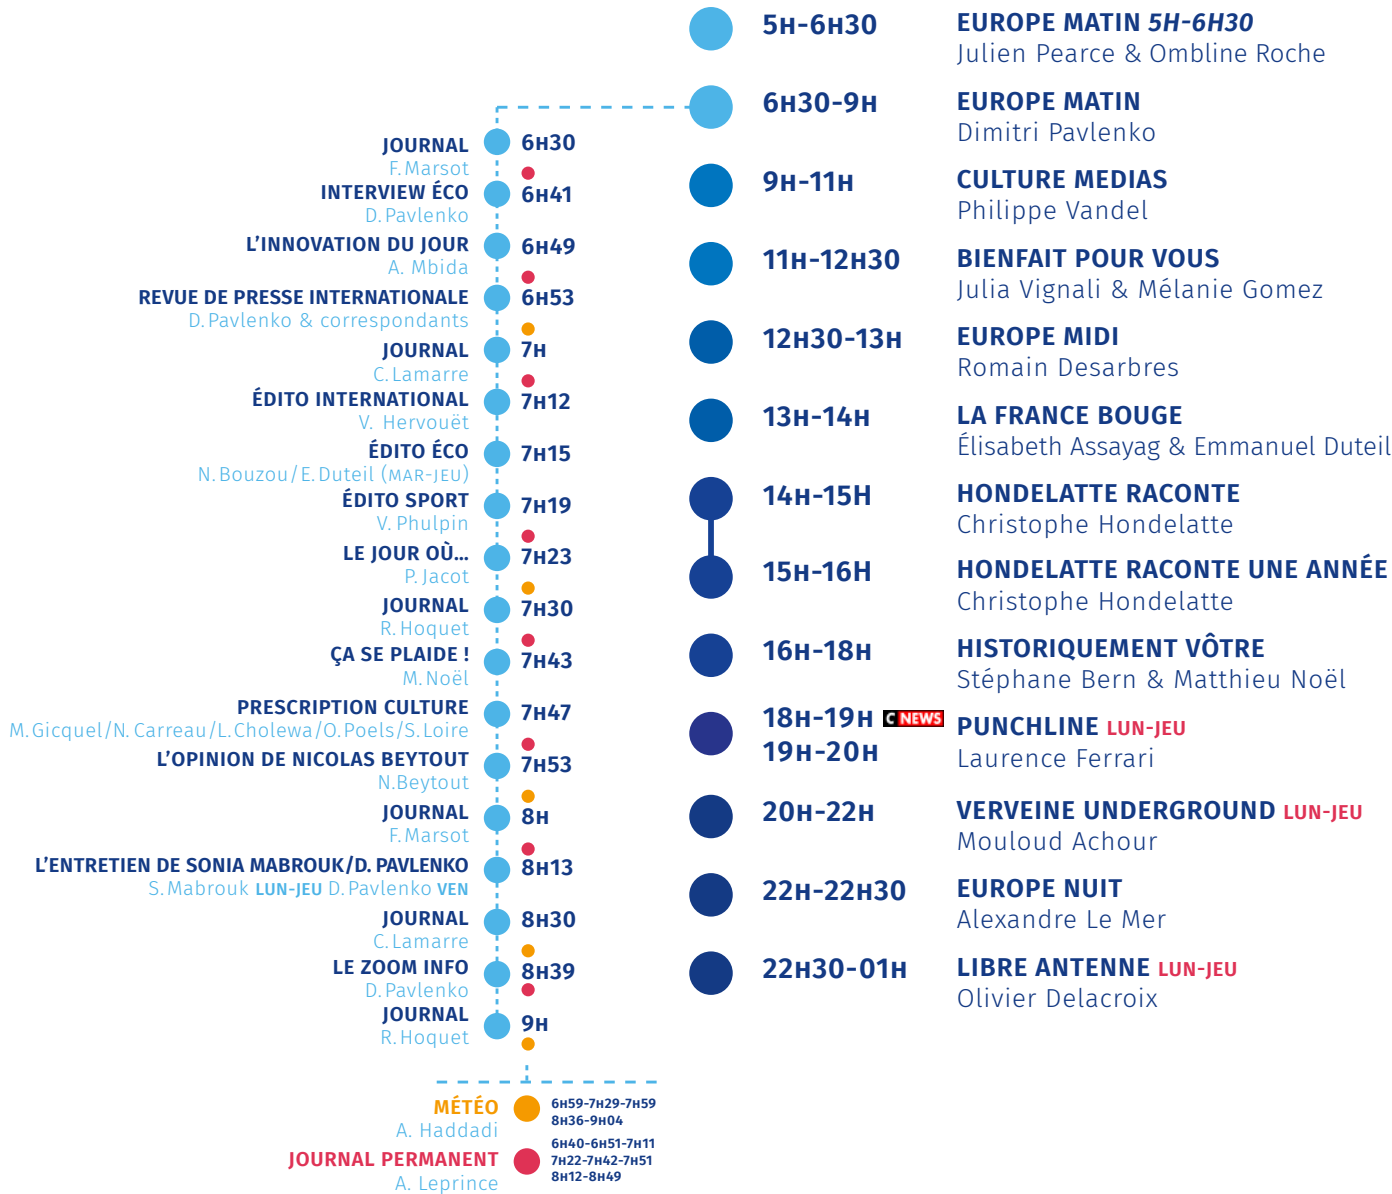 5H-6H30
EUROPE MATIN 5H-6H30
Julien Pearce & Ombline Roche
6H30-9H
EUROPE MATIN
Dimitri Pavlenko
JOURNAL
6H30
F. Marsot
INTERVIEW ÉCO
6H41
D. Pavlenko
L'INNOVATION DU JOUR
6H49
A. Mbida
REVUE DE PRESSE INTERNATIONALE
6H53
D. Pavlenko & correspondants
JOURNAL
7H
C. Lamarre
ÉDITO INTERNATIONAL
7H12
V. Hervouët
ÉDITO ÉCO
7H15
N. Bouzou/E. Duteil (MAR-JEU)
ÉDITO SPORT
7H19
V. Phulpin
LE JOUR OÙ...
7H23
P. Jacot
JOURNAL
7H30
R. Hoquet
ÇA SE PLAIDE !
7H43
M. Noël
PRESCRIPTION CULTURE
7H47
M. Gicquel/N. Carreau/L. Cholewa/O. Poels/S. Loire
L'OPINION DE NICOLAS BEYTOUT
7H53
N.Beytout
JOURNAL
8H
F. Marsot
L'ENTRETIEN DE SONIA MABROUK/D. PAVLENKO
8H13
S. Mabrouk LUN-JEU D. Pavlenko VEN
JOURNAL
8H30
C. Lamarre
LE ZOOM INFO
8H39
D. Pavlenko
JOURNAL
9H
R. Hoquet
MÉTÉO
A. Haddadi
6H59-7H29-7H59
8H36-9H04
JOURNAL PERMANENT
A. Leprince
6H40-6H51-7H11
7H22-7H42-7H51
8H12-8H49
9H-11H
CULTURE MEDIAS
Philippe Vandel
11H-12H30
BIENFAIT POUR VOUS
Julia Vignali & Mélanie Gomez
12H30-13H
EUROPE MIDI
Romain Desarbres
13H-14H
LA FRANCE BOUGE
Élisabeth Assayag & Emmanuel Duteil
14H-15H
HONDELATTE RACONTE
Christophe Hondelatte
15H-16H
HONDELATTE RACONTE UNE ANNÉE
Christophe Hondelatte
16H-18H
HISTORIQUEMENT VÔTRE
Stéphane Bern & Matthieu Noël
18H-19H C NEWS
19H-20H
PUNCHLINE LUN-JEU
Laurence Ferrari
20H-22H
VERVEINE UNDERGROUND LUN-JEU
Mouloud Achour
22H-22H30
EUROPE NUIT
Alexandre Le Mer
22H30-01H
LIBRE ANTENNE LUN-JEU
Olivier Delacroix